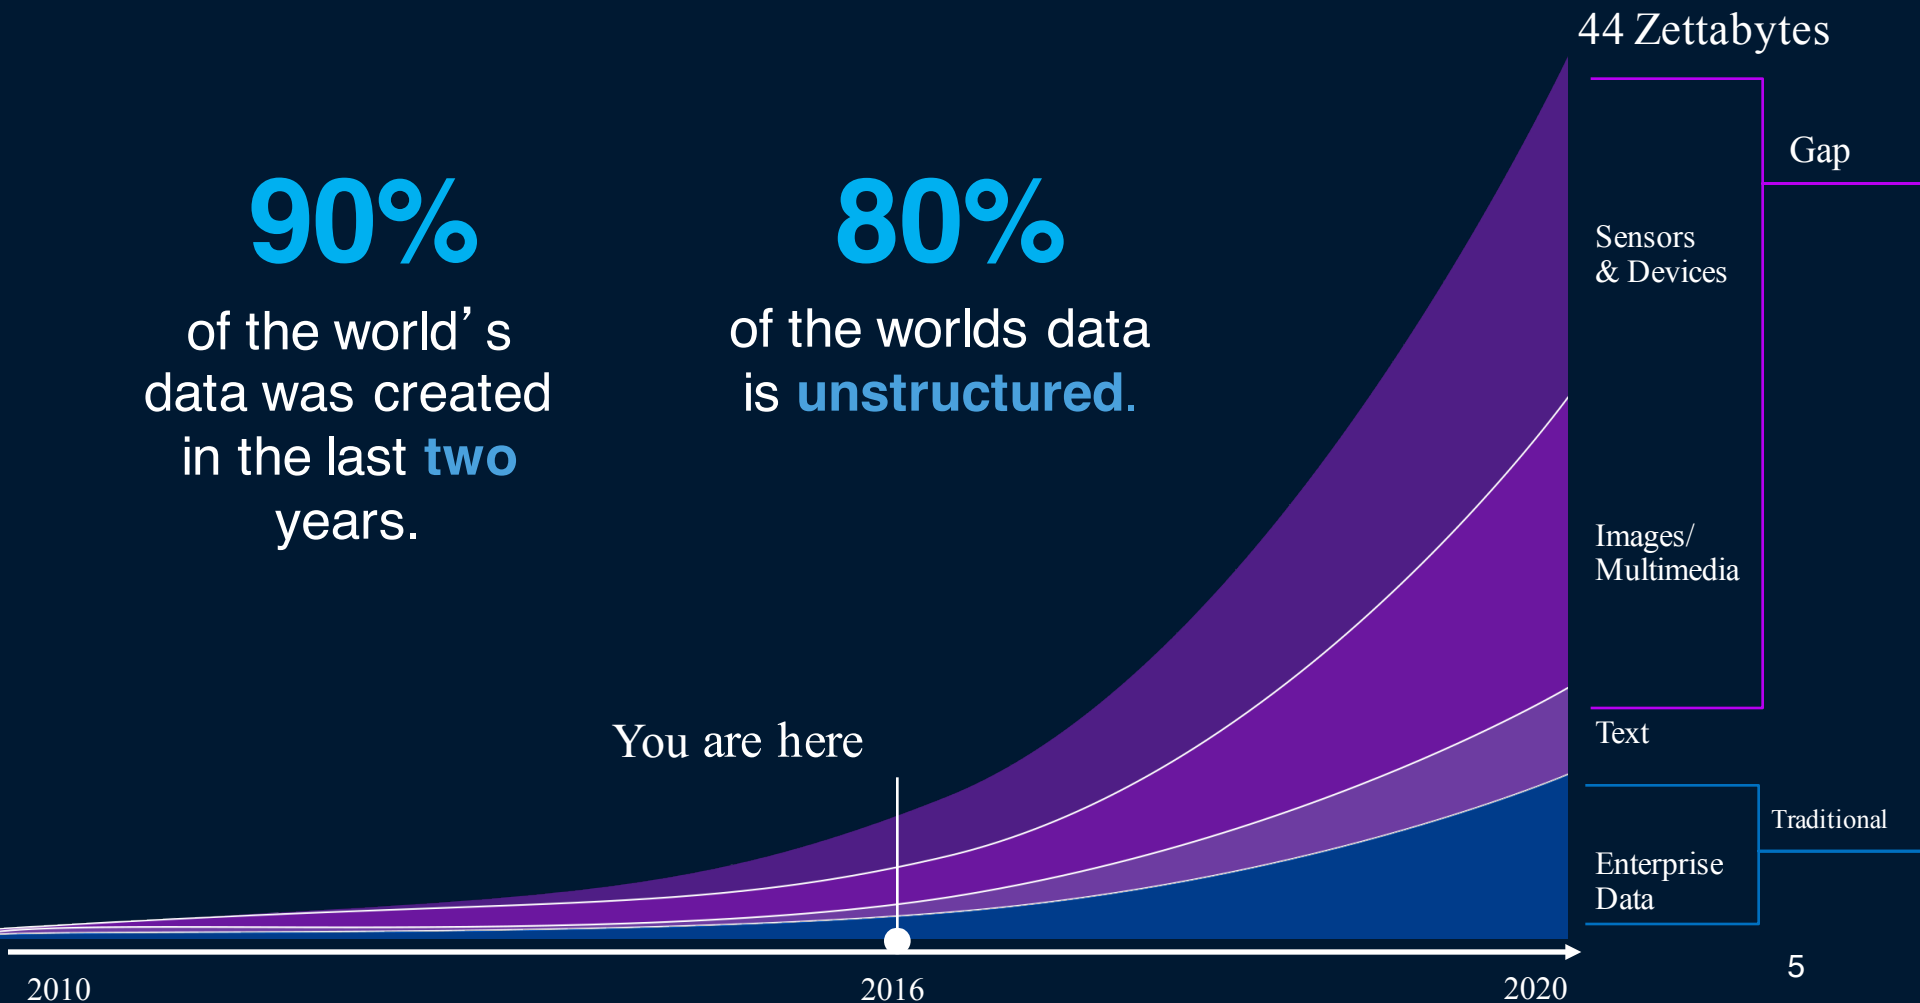 44 Zettabytes
Gap
90%
of the world's
data was created
in the last two
years.
80%
of the worlds data
is unstructured.
Sensors
& Devices
Images/
Multimedia
You are here
Text
Traditional
Enterprise
Data
2010
2016
2020
5